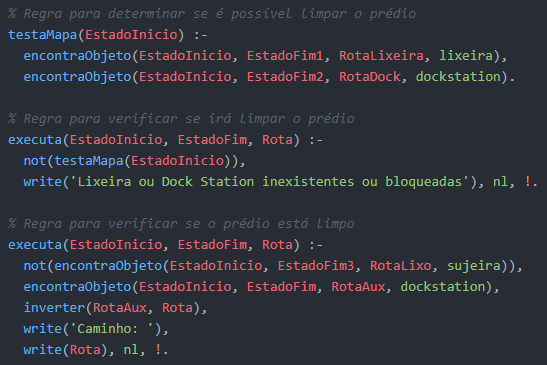 % Regra para determinar se é possível limpar o prédio
testaMapa(EstadoInicio) :-
  encontraObjeto(EstadoInicio, EstadoFim1, RotaLixeira, lixeira),
  encontraObjeto(EstadoInicio, EstadoFim2, RotaDock, dockstation).

% Regra para verificar se irá limpar o prédio
executa(EstadoInicio, EstadoFim, Rota) :-
  not(testaMapa(EstadoInicio)),
  write('Lixeira ou Dock Station inexistentes ou bloqueadas'), nl, !.

% Regra para verificar se o prédio está limpo
executa(EstadoInicio, EstadoFim, Rota) :-
  not(encontraObjeto(EstadoInicio, EstadoFim3, RotaLixo, sujeira)),
  encontraObjeto(EstadoInicio, EstadoFim, RotaAux, dockstation),
  inverter(RotaAux, Rota),
  write('Caminho: '),
  write(Rota), nl, !.